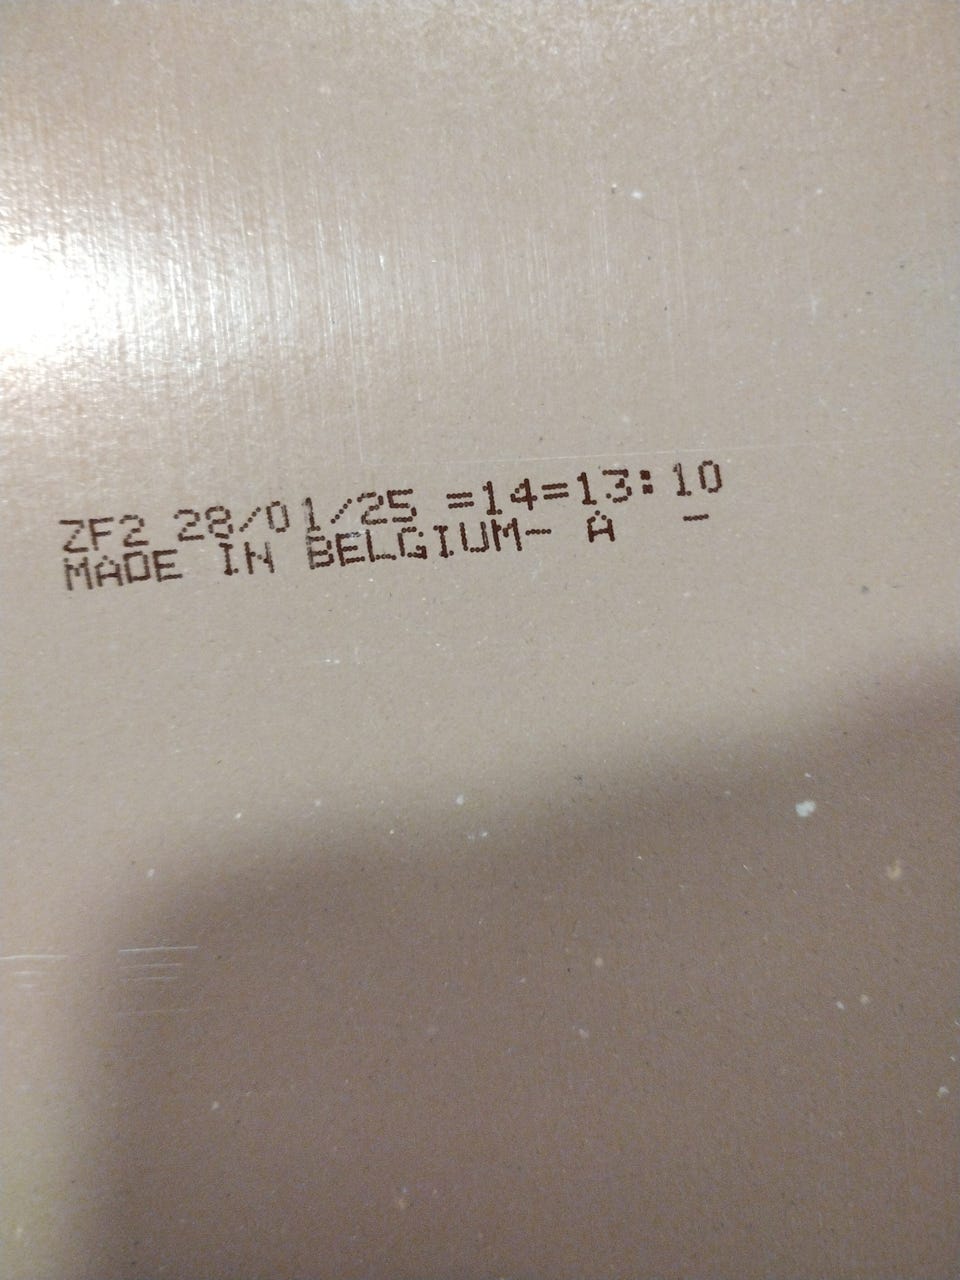 ZF2 28/01/25 =14=13:10
MADE IN BELGIUM- A -